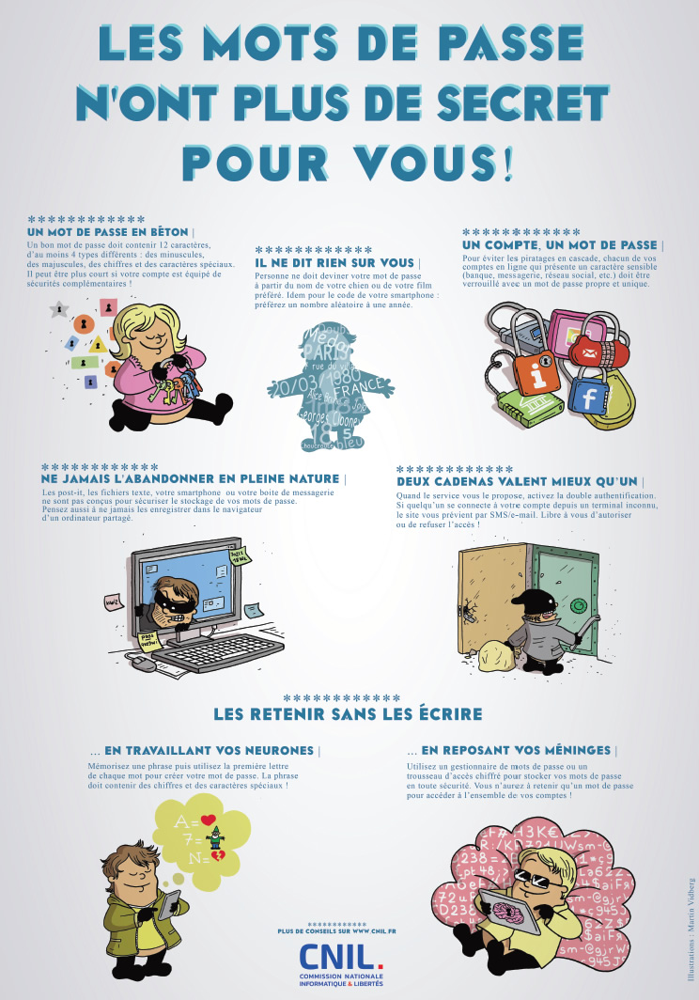 LES MOTS DE PASSE
N'ONT PLUS DE SECRET
POUR VOUS!
************
UN MOT DE PASSE EN BÉTON |
Un bon mot de passe doit contenir 12 caractères,
d'au moins 4 types différents : des minuscules,
des majuscules, des chiffres et des caractères spéciaux.
Il peut être plus court si votre compte est équipé de
sécurités complémentaires !
************
IL NE DIT RIEN SUR VOUS |
Personne ne doit deviner votre mot de passe
à partir du nom de votre chien ou de votre film
préféré. Idem pour le code de votre smartphone :
préférez un nombre aléatoire à une année.
PARIS
rue du
20/03/1980
FRANCE
bleu
************
UN COMPTE, UN MOT DE PASSE |
Pour éviter les piratages en cascade, chacun de vos
comptes en ligne qui présente un caractère sensible
(banque, messagerie, réseau social, etc.) doit être
verrouillé avec un mot de passe propre et unique.
i
f
************
NE JAMAIS L'ABANDONNER EN PLEINE NATURE |
Les post-it, les fichiers texte, votre smartphone ou votre boite de messagerie
ne sont pas conçus pour sécuriser le stockage de vos mots de passe.
Pensez aussi à ne jamais les enregistrer dans le navigateur
d'un ordinateur partagé.
************
DEUX CADENAS VALENT MIEUX QU'UN |
Quand le service vous le propose, activez la double authentification.
Si quelqu'un se connecte à votre compte depuis un terminal inconnu,
le site vous prévient par SMS/e-mail. Libre à vous d'autoriser
ou de refuser l'accès !
************
LES RETENIR SANS LES ÉCRIRE
... EN TRAVAILLANT VOS NEURONES |
Mémorisez une phrase puis utilisez la première lettre
de chaque mot pour créer votre mot de passe. La phrase
doit contenir des chiffres et des caractères spéciaux !
A=
7=
N=
... EN REPOSANT VOS MÉNINGES |
Utilisez un gestionnaire de mots de passe ou un
trousseau d'accès chiffré pour stocker vos mots de passe
en toute sécurité. Vous n'aurez à retenir qu'un mot de passe
pour accéder à l'ensemble de vos comptes !
************
PLUS DE CONSEILS SUR WWW.CNIL.FR
CNIL.
COMMISSION NATIONALE
INFORMATIQUE & LIBERTÉS
Illustrations : Martin Vidberg